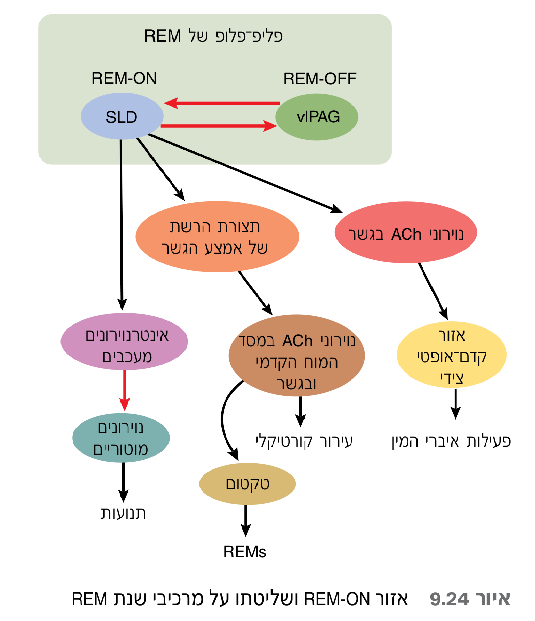 פליפ־פלופ של REM
REM-ON
REM-OFF
SLD
vlPAG
תצורת הרשת
של אמצע הגשר
נוירוני ACh בגשר
אינטרנוירונים
מעכבים
נוירוני ACh במסד
המוח הקדמי
ובגשר
אזור
קדם־אופטי
צידי
נוירונים
מוטוריים
עירור קורטיקלי
פעילות איברי המין
טקטום
תנועות
REMs
איור 9.24 אזור REM-ON ושליטתו על מרכיבי שנת REM